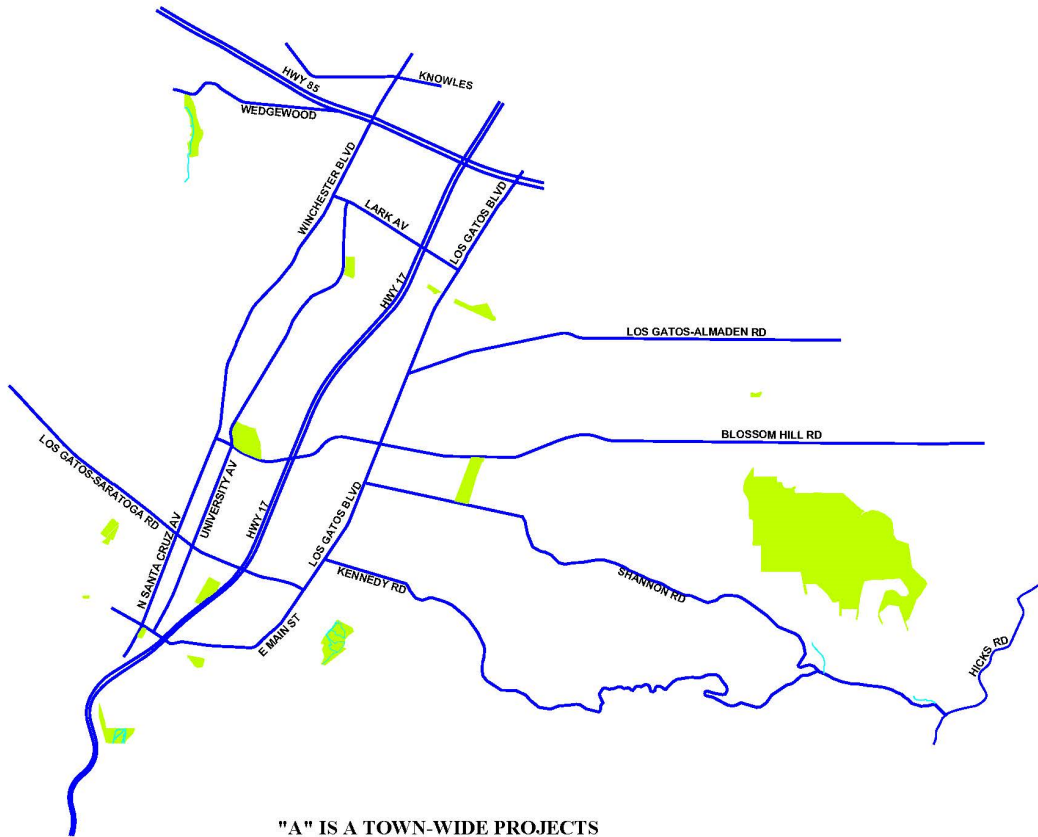 KNOWLES
HWY 85
WEDGEWOOD
WINCHESTER BLVD
LARK AV
LOS GATOS BLVD
HWY 17
LOS GATOS-ALMADEN RD
BLOSSOM HILL RD
LOS GATOS-SARATOGA RD
UNIVERSITY AV
N SANTA CRUZ AV
HWY 17
LOS GATOS BLVD
KENNEDY RD
SHANNON RD
E MAIN ST
HICKS RD
"A" IS A TOWN-WIDE PROJECTS